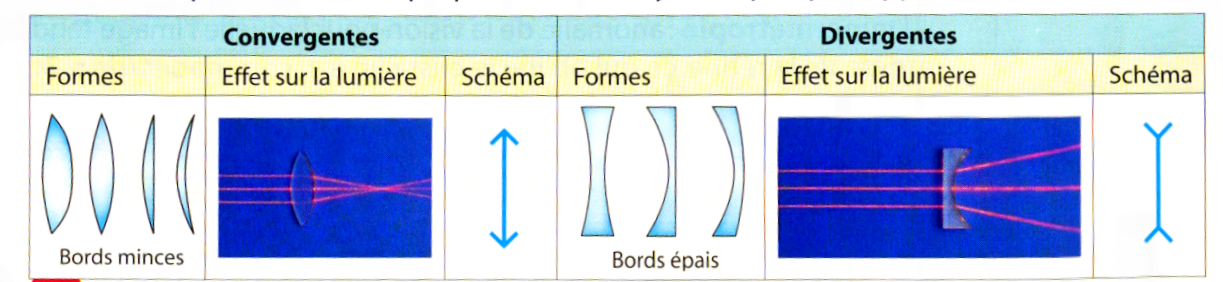 Convergentes
Divergentes
Formes
Effet sur la lumière
Schéma
Formes
Effet sur la lumière
Schéma
Bords minces
Bords épais